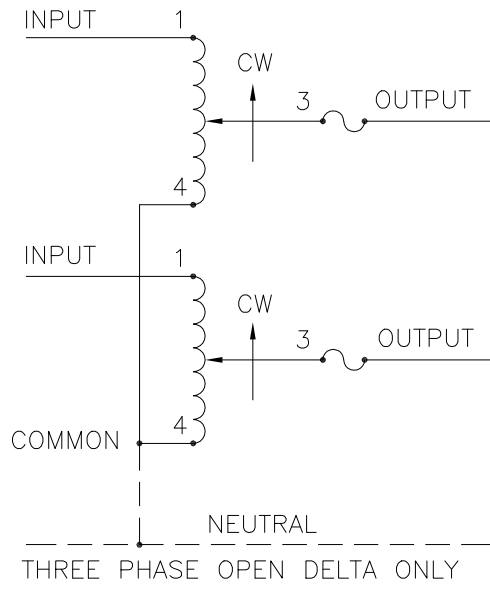 INPUT 1
CW
3 OUTPUT
4
INPUT 1
CW
3 OUTPUT
4
COMMON
NEUTRAL
THREE PHASE OPEN DELTA ONLY